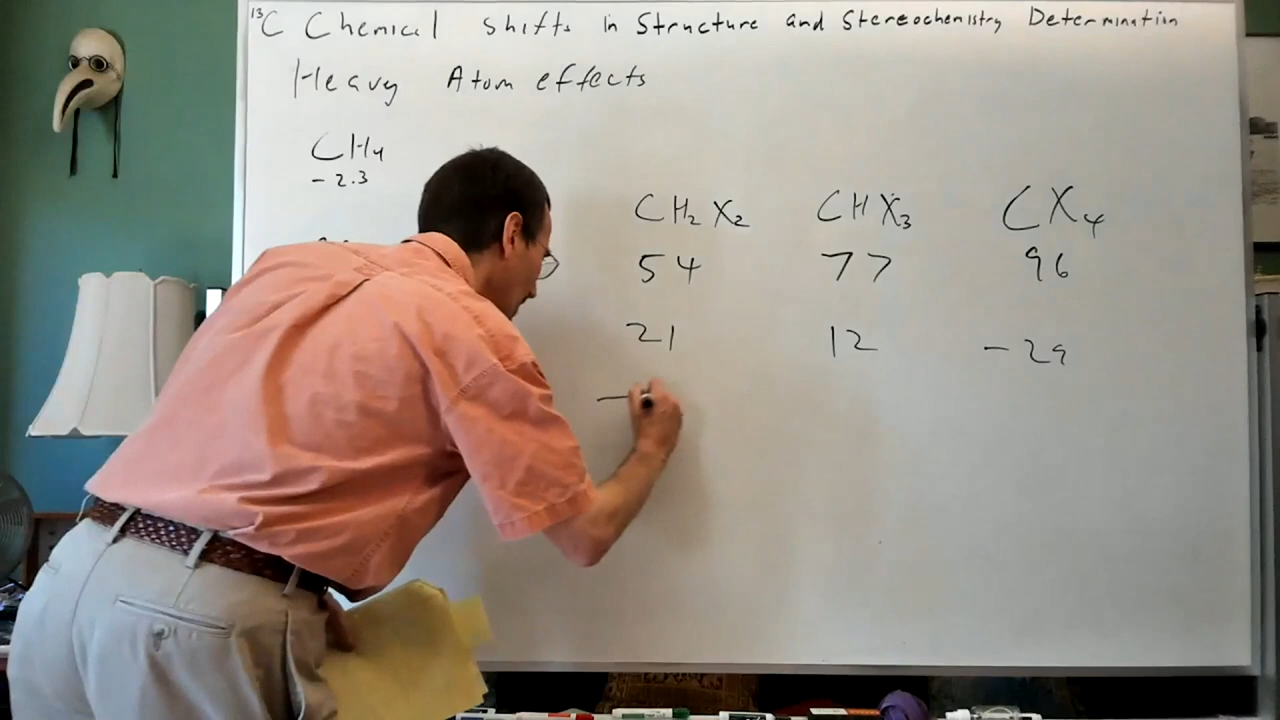 ¹³C Chemical Shifts in Structure and Stereochemistry Determination
Heavy Atom effects
CH₄
-2.3
CH₂X₂ CHX₃ CX₄
54 77 96
21 12 -29